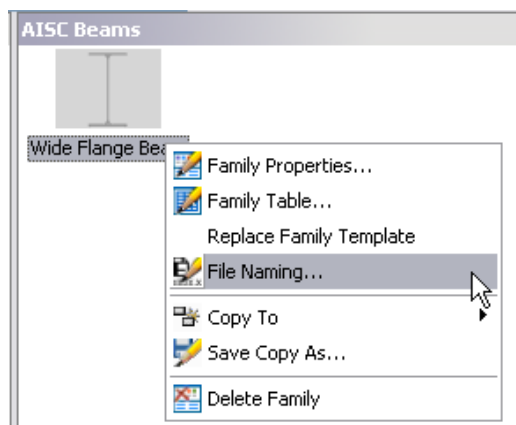 AISC Beams
Wide Flange Bea
Family Properties...
Family Table...
Replace Family Template
File Naming...
Copy To
Save Copy As...
Delete Family